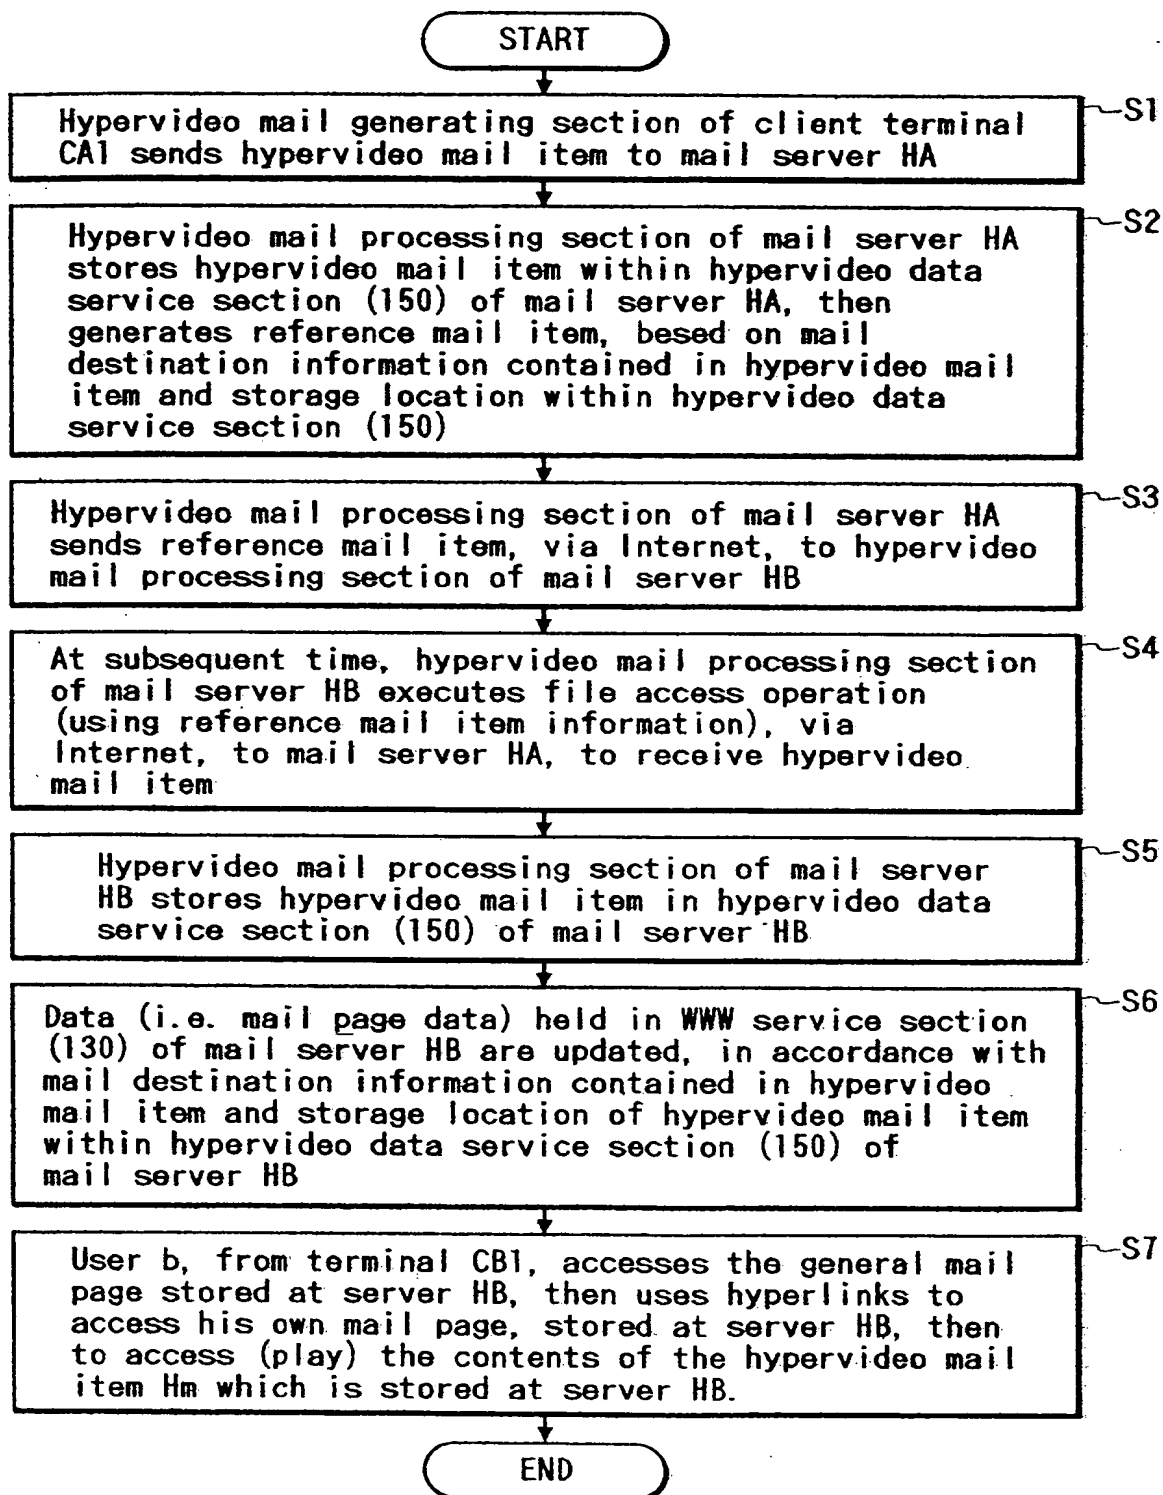 START
S1
Hypervideo mail generating section of client terminal
CA1 sends hypervideo mail item to mail server HA
S2
Hypervideo mail processing section of mail server HA
stores hypervideo mail item within hypervideo data
service section (150) of mail server HA, then
generates reference mail item, besed on mail
destination information contained in hypervideo mail
item and storage location within hypervideo data
service section (150)
S3
Hypervideo mail processing section of mail server HA
sends reference mail item, via Internet, to hypervideo
mail processing section of mail server HB
S4
At subsequent time, hypervideo mail processing section
of mail server HB executes file access operation
(using reference mail item information), via
Internet, to mail server HA, to receive hypervideo
mail item
S5
Hypervideo mail processing section of mail server
HB stores hypervideo mail item in hypervideo data
service section (150) of mail server HB
S6
Data (i.e. mail page data) held in WWW service section
(130) of mail server HB are updated, in accordance with
mail destination information contained in hypervideo
mail item and storage location of hypervideo mail item
within hypervideo data service section (150) of
mail server HB
S7
User b, from terminal CB1, accesses the general mail
page stored at server HB, then uses hyperlinks to
access his own mail page, stored at server HB, then
to access (play) the contents of the hypervideo mail
item Hm which is stored at server HB.
END